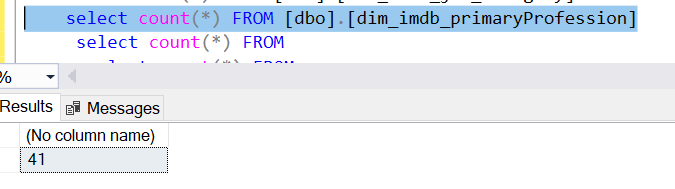 select count(*) FROM [dbo].[dim_imdb_primaryProfession]
select count(*) FROM
%
Results Messages
(No column name)
41